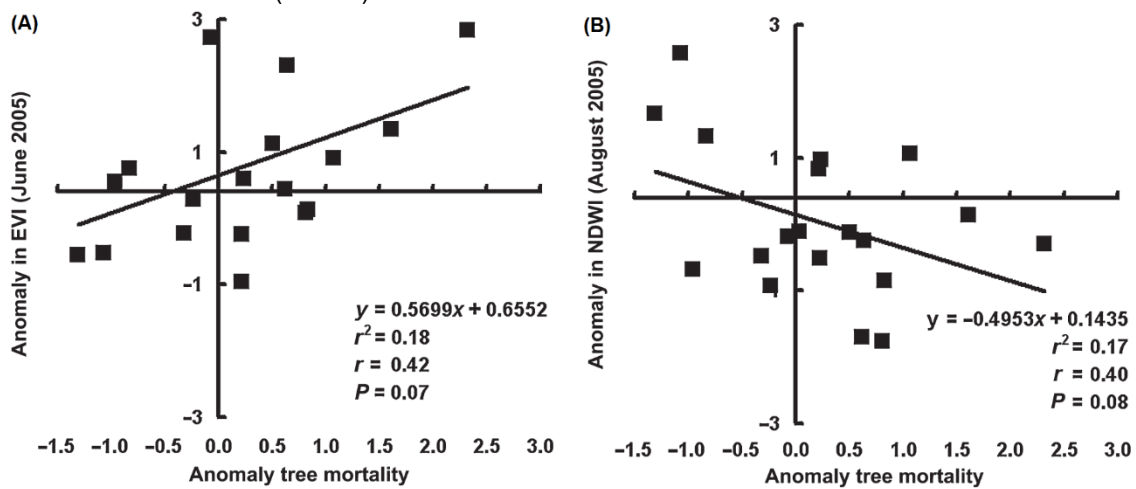 (A)
3
1
−1
−3
Anomaly in EVI (June 2005)
y = 0.5699x + 0.6552
r² = 0.18
r = 0.42
P = 0.07
−1.5 −1.0 −0.5 0.0 0.5 1.0 1.5 2.0 2.5 3.0
Anomaly tree mortality
(B)
3
1
−3
Anomaly in NDWI (August 2005)
y = −0.4953x + 0.1435
r² = 0.17
r = 0.40
P = 0.08
−1.5 −1.0 −0.5 0.0 0.5 1.0 1.5 2.0 2.5 3.0
Anomaly tree mortality